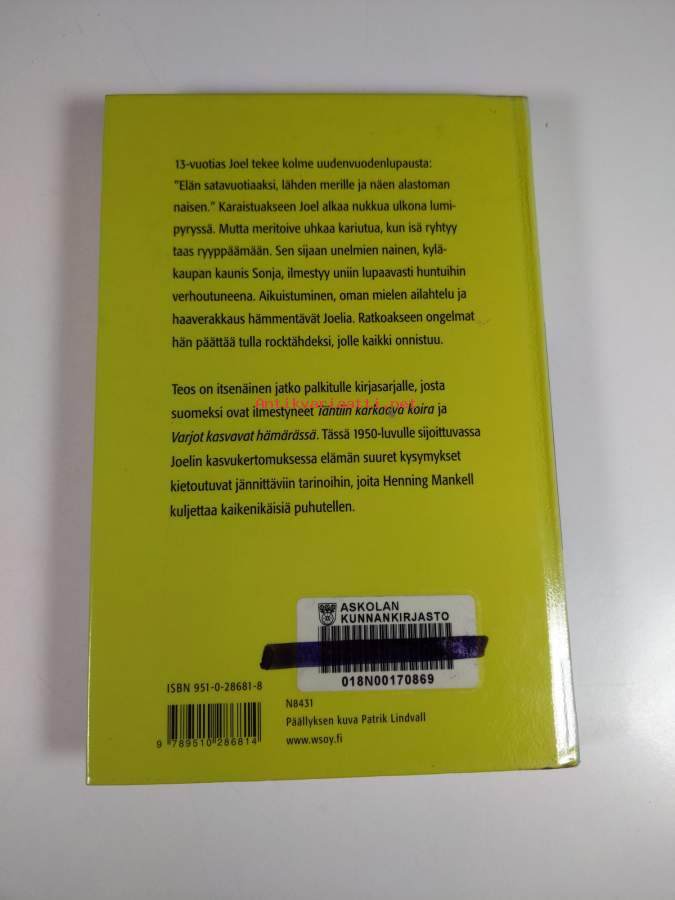 13-vuotias Joel tekee kolme uudenvuodenlupausta:
"Elän satavuotiaaksi, lähden merille ja näen alastoman
naisen." Karaistuakseen Joel alkaa nukkua ulkona lumi-
pyryssä. Mutta meritoive uhkaa kariutua, kun isä ryhtyy
taas ryyppäämään. Sen sijaan unelmien nainen, kylä-
kaupan kaunis Sonja, ilmestyy uniin lupaavasti huntuihin
verhoutuneena. Aikuistuminen, oman mielen ailahtelu ja
haaverakkaus hämmentävät Joelia. Ratkoakseen ongelmat
hän päättää tulla rocktähdeksi, jolle kaikki onnistuu.
Teos on itsenäinen jatko palkitulle kirjasarjalle, josta
Antikvariaatti.net
suomeksi ovat ilmestyneet Tähtiin karkaava koira ja
Varjot kasvavat hämärässä. Tässä 1950-luvulle sijoittuvassa
Joelin kasvukertomuksessa elämän suuret kysymykset
kietoutuvat jännittäviin tarinoihin, joita Henning Mankell
kuljettaa kaikenikäisiä puhutellen.
ASKOLAN
KUNNANKIRJASTO
018N00170869
ISBN 951-0-28681-8
9 789510 286814
N8431
Päällyksen kuva Patrik Lindvall
www.wsoy.fi